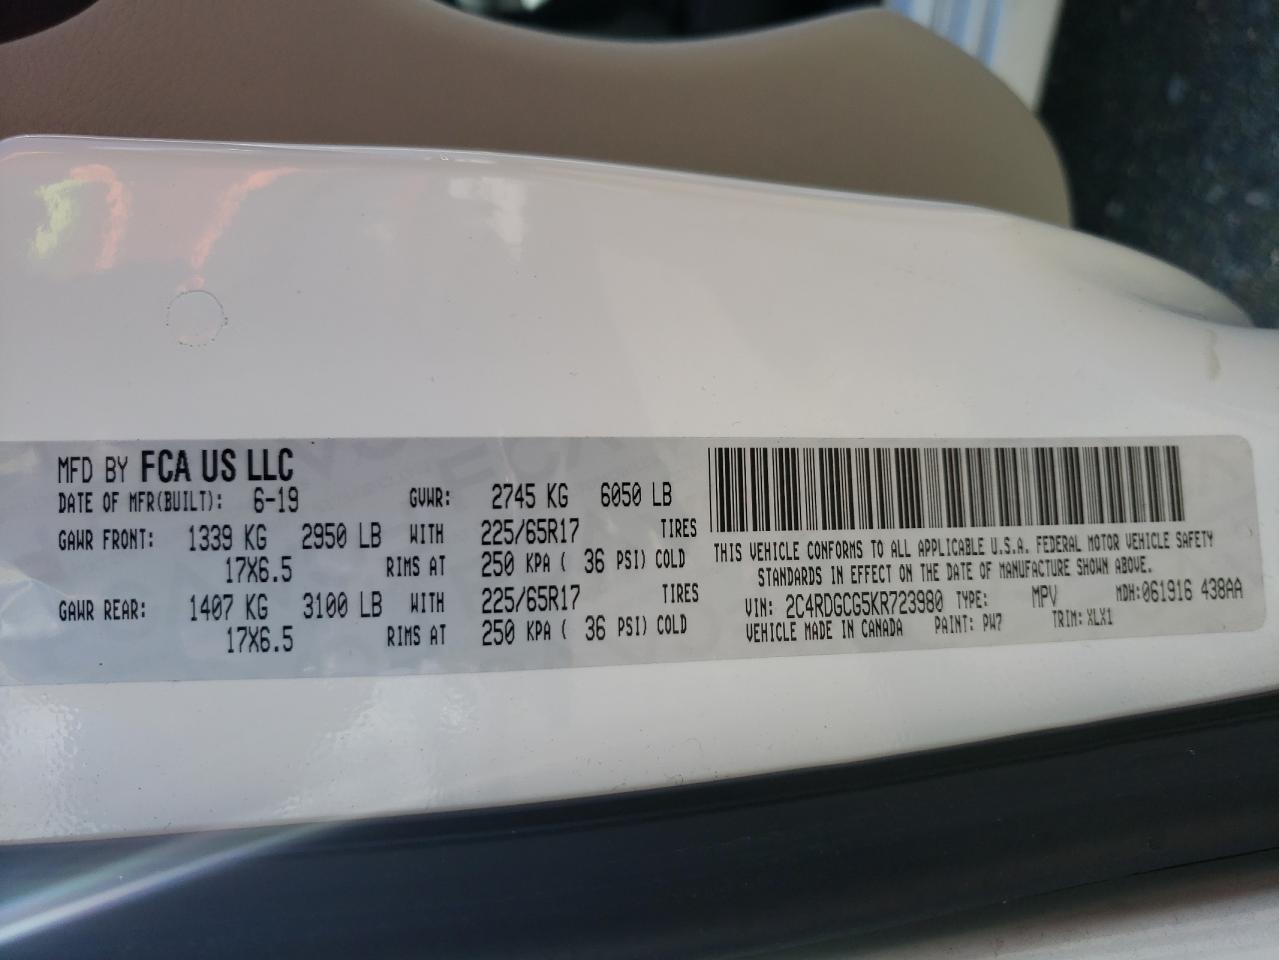 MFD BY FCA US LLC
DATE OF MFR(BUILT): 6-19 GVWR: 2745 KG 6050 LB
GAWR FRONT: 1339 KG 2950 LB WITH 225/65R17 TIRES
17X6.5 RIMS AT 250 KPA ( 36 PSI) COLD
GAWR REAR: 1407 KG 3100 LB WITH 225/65R17 TIRES
17X6.5 RIMS AT 250 KPA ( 36 PSI) COLD
THIS VEHICLE CONFORMS TO ALL APPLICABLE U.S.A. FEDERAL MOTOR VEHICLE SAFETY
STANDARDS IN EFFECT ON THE DATE OF MANUFACTURE SHOWN ABOVE.
VIN: 2C4RDGCG5KR723980 TYPE: MPV MDH:061916 438AA
VEHICLE MADE IN CANADA PAINT: PW7 TRIM: XLX1